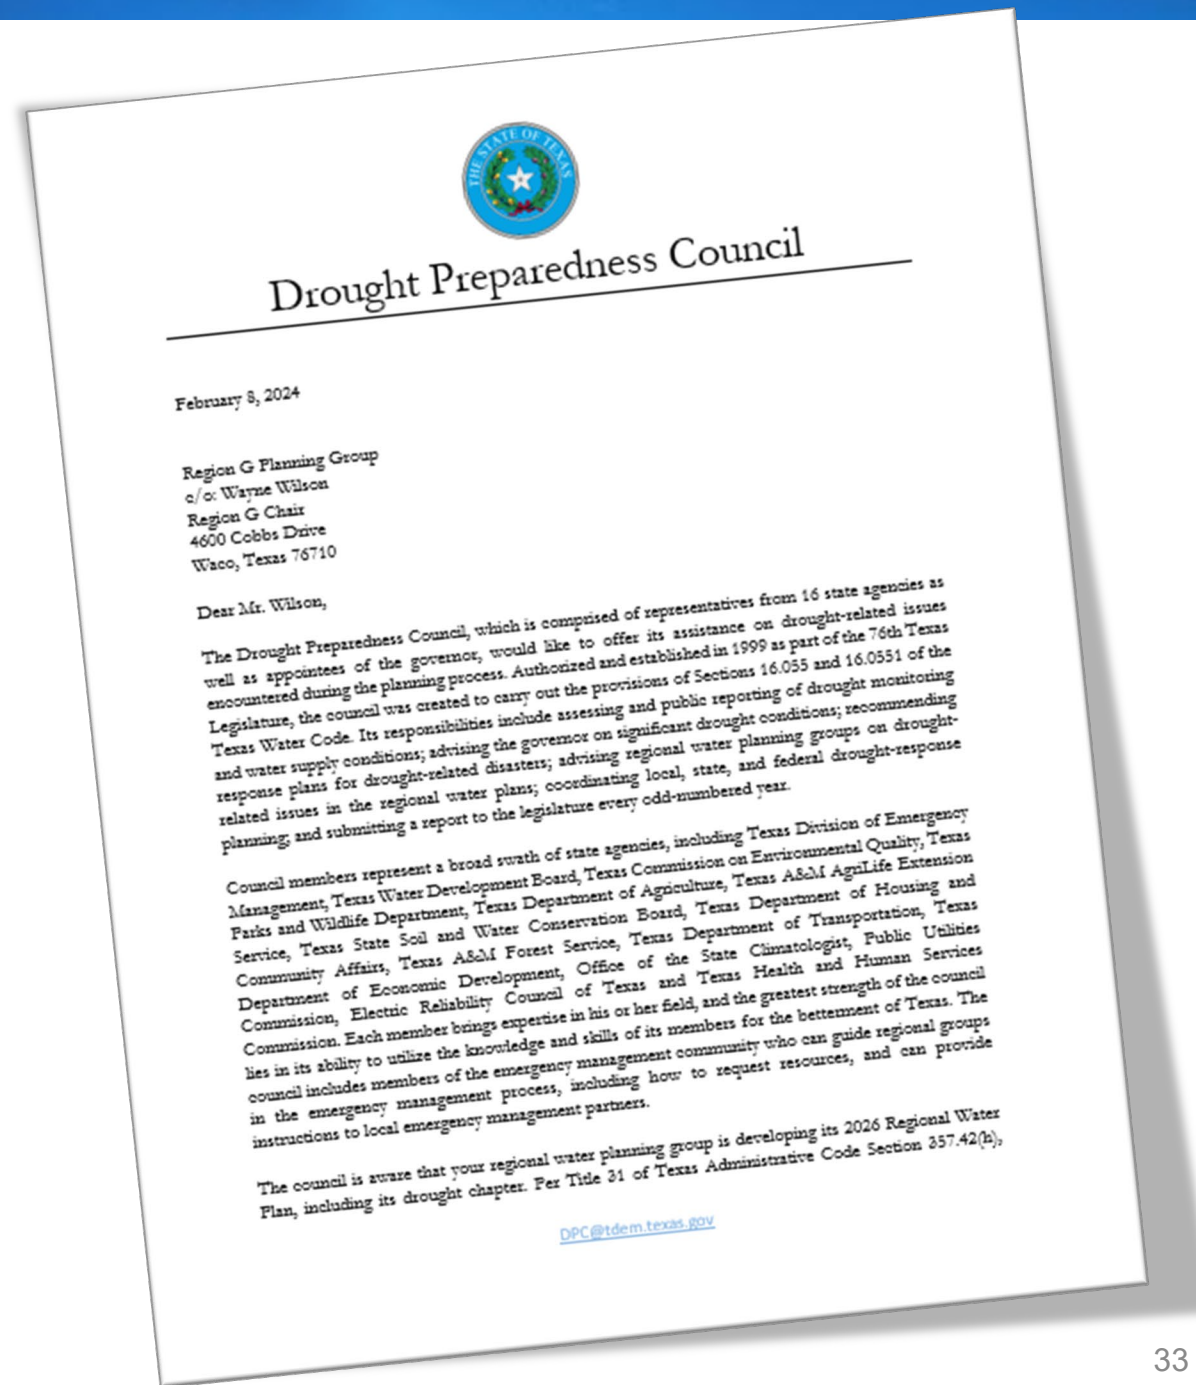 THE STATE OF TEXAS
Drought Preparedness Council
February 8, 2024
Region G Planning Group
c/o: Wayne Wilson
Region G Chair
4600 Cobbs Drive
Waco, Texas 76710
Dear Mr. Wilson,
The Drought Preparedness Council, which is comprised of representatives from 16 state agencies as
well as appointees of the governor, would like to offer its assistance on drought-related issues
encountered during the planning process. Authorized and established in 1999 as part of the 76th Texas
Legislature, the council was created to carry out the provisions of Sections 16.055 and 16.0551 of the
Texas Water Code. Its responsibilities include assessing and public reporting of drought monitoring
and water supply conditions; advising the governor on significant drought conditions; recommending
response plans for drought-related disasters; advising regional water planning groups on drought-
related issues in the regional water plans; coordinating local, state, and federal drought-response
planning; and submitting a report to the legislature every odd-numbered year.
Council members represent a broad swath of state agencies, including Texas Division of Emergency
Management, Texas Water Development Board, Texas Commission on Environmental Quality, Texas
Parks and Wildlife Department, Texas Department of Agriculture, Texas A&M AgriLife Extension
Service, Texas State Soil and Water Conservation Board, Texas Department of Housing and
Community Affairs, Texas A&M Forest Service, Texas Department of Transportation, Texas
Department of Economic Development, Office of the State Climatologist, Public Utilities
Commission, Electric Reliability Council of Texas and Texas Health and Human Services
Commission. Each member brings expertise in his or her field, and the greatest strength of the council
lies in its ability to utilize the knowledge and skills of its members for the betterment of Texas. The
council includes members of the emergency management community who can guide regional groups
in the emergency management process, including how to request resources, and can provide
instructions to local emergency management partners.
The council is aware that your regional water planning group is developing its 2026 Regional Water
Plan, including its drought chapter. Per Title 31 of Texas Administrative Code Section 357.42(h),
DPC@tdem.texas.gov
33